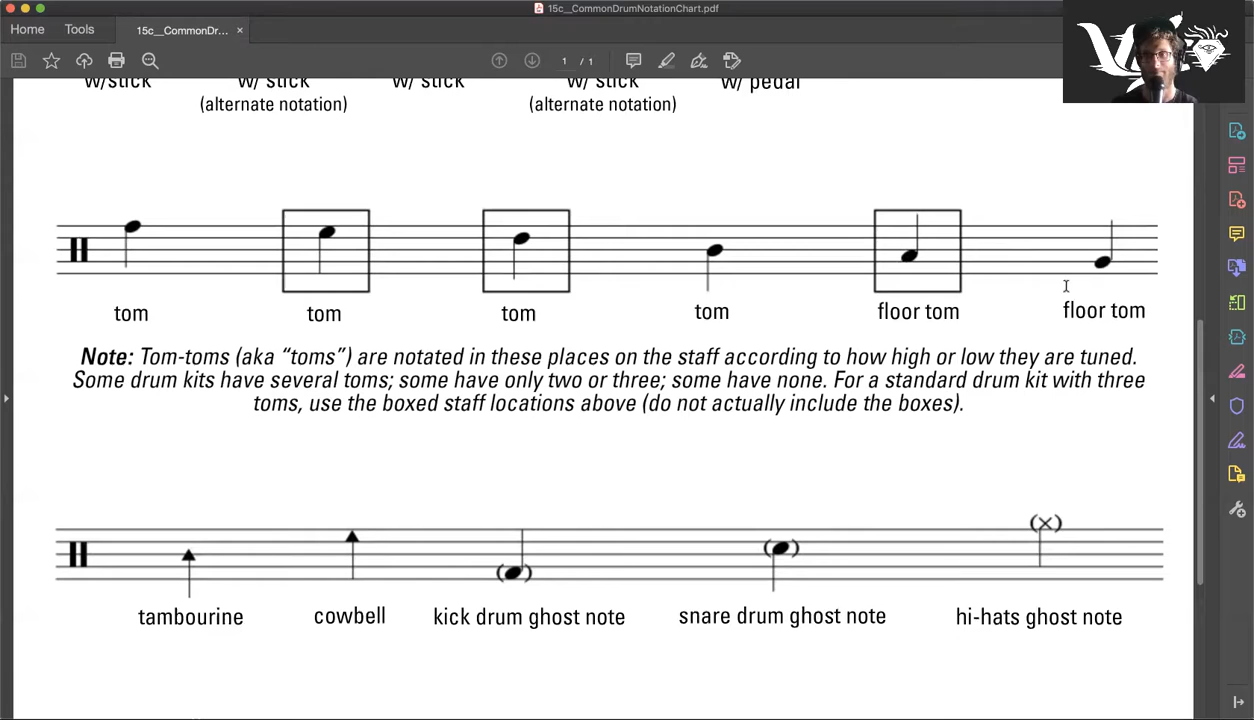 15c__CommonDrumNotationChart.pdf
Home Tools 15c__CommonDr... ×
1 / 1
w/stick w/ stick w/ stick w/ stick w/ pedal
(alternate notation) (alternate notation)
tom tom tom tom floor tom floor tom
Note: Tom-toms (aka “toms”) are notated in these places on the staff according to how high or low they are tuned.
Some drum kits have several toms; some have only two or three; some have none. For a standard drum kit with three
toms, use the boxed staff locations above (do not actually include the boxes).
tambourine cowbell kick drum ghost note snare drum ghost note hi-hats ghost note